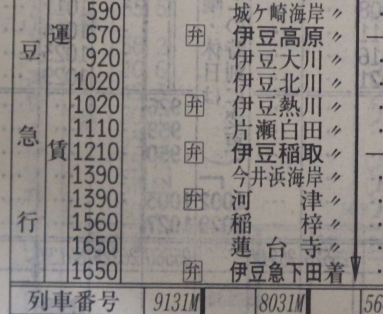 590 城ケ崎海岸〃
運 670 弁 伊豆高原〃
豆 920 伊豆大川〃
1020 伊豆北川〃
1020 弁 伊豆熱川〃
急 1110 片瀬白田〃
賃 1210 弁 伊豆稲取〃
1390 今井浜海岸〃
1390 弁 河津〃
行 1560 稲梓〃
1650 蓮台寺〃
1650 弁 伊豆急下田着
列車番号 9131M 8031M 56